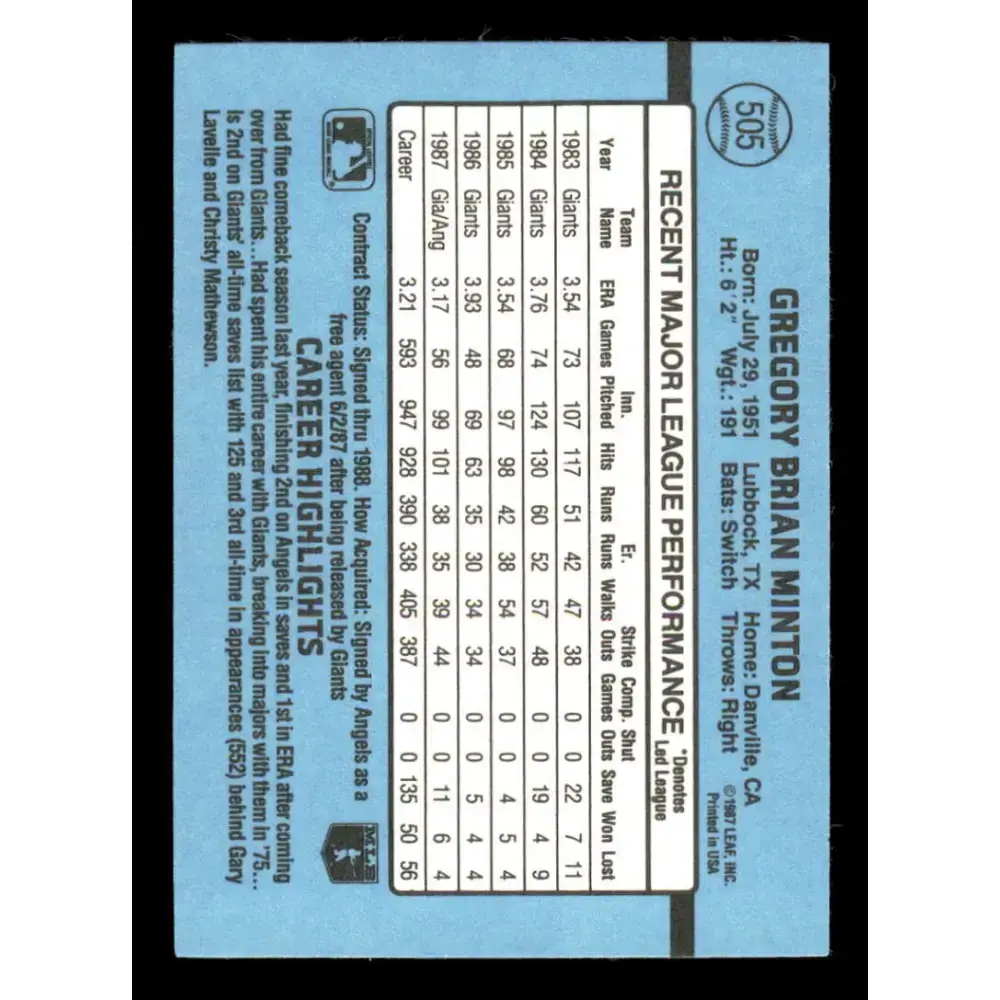 505
GREGORY BRIAN MINTON
Born: July 29, 1951 Lubbock, TX Home: Danville, CA
Ht.: 6'2" Wgt.: 191 Bats: Switch Throws: Right
©1987 LEAF, INC.
Printed in USA
RECENT MAJOR LEAGUE PERFORMANCE *Denotes Led League
Team Inn. Er. Strike Comp. Shut
Year Name ERA Games Pitched Hits Runs Runs Walks Outs Games Outs Save Won Lost
1983 Giants 3.54 73 107 117 51 42 47 38 0 0 22 7 11
1984 Giants 3.76 74 124 130 60 52 57 48 0 0 19 4 9
1985 Giants 3.54 68 97 98 42 38 54 37 0 0 4 5 4
1986 Giants 3.93 48 69 63 35 30 34 34 0 0 5 4 4
1987 Gia/Ang 3.17 56 99 101 38 35 39 44 0 0 11 6 4
Career 3.21 593 947 928 390 338 405 387 0 0 135 50 56
Contract Status: Signed thru 1988. How Acquired: Signed by Angels as a
free agent 6/2/87 after being released by Giants
MLB
CAREER HIGHLIGHTS
Had fine comeback season last year, finishing 2nd on Angels in saves and 1st in ERA after coming
over from Giants...Had spent his entire career with Giants, breaking into majors with them in '75...
Is 2nd on Giants' all-time saves list with 125 and 3rd all-time in appearances (552) behind Gary
Lavelle and Christy Mathewson.